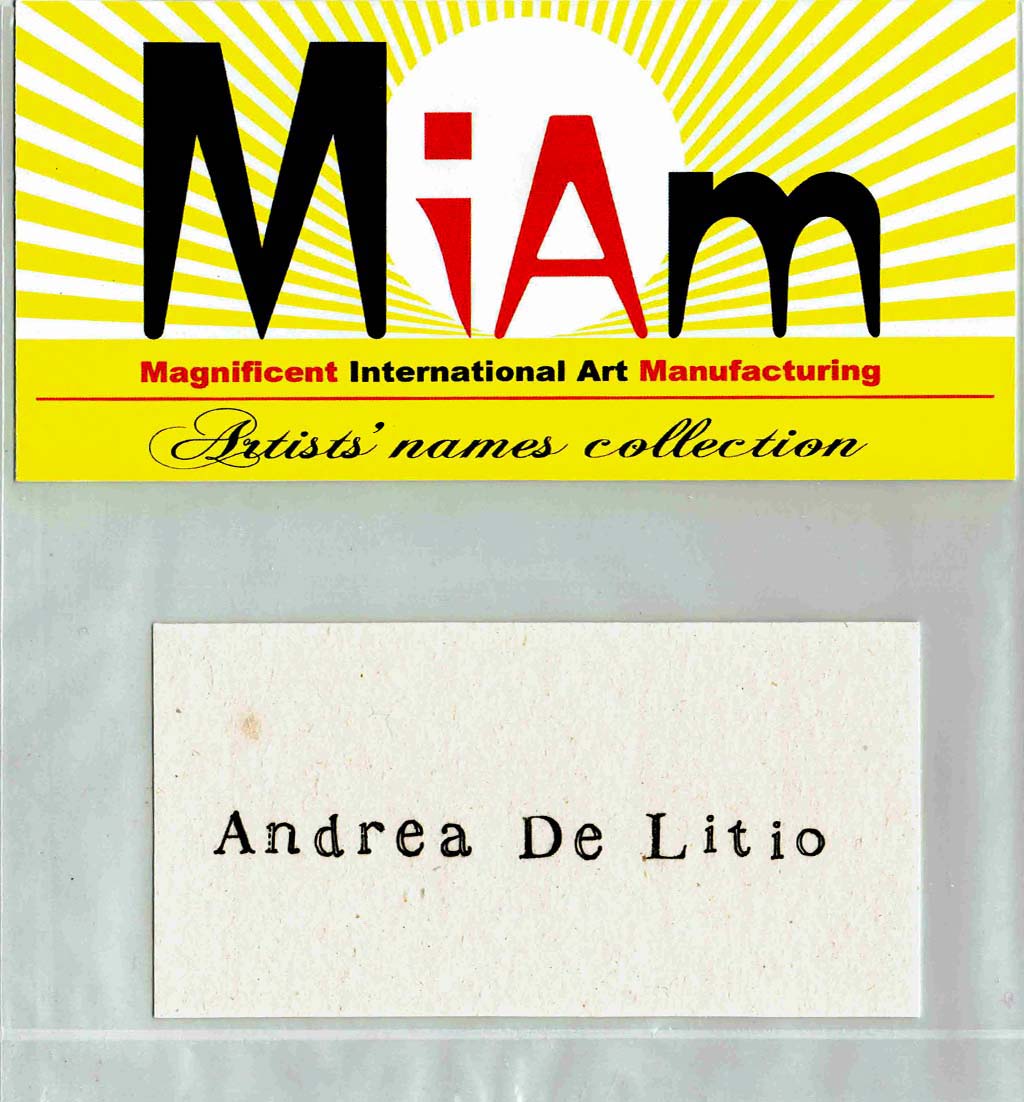 MiAm
Magnificent International Art Manufacturing
Artists' names collection
Andrea De Litio